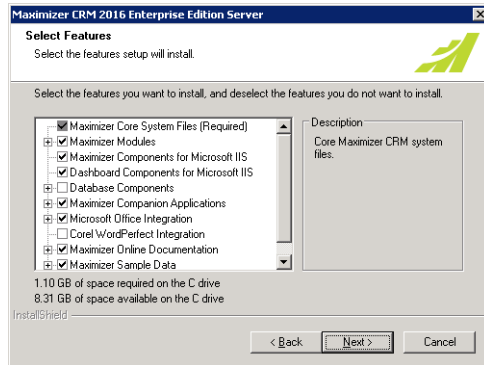 Maximizer CRM 2016 Enterprise Edition Server
Select Features
Select the features setup will install.
Select the features you want to install, and deselect the features you do not want to install.
Maximizer Core System Files (Required)
Maximizer Modules
Maximizer Components for Microsoft IIS
Dashboard Components for Microsoft IIS
Database Components
Maximizer Companion Applications
Microsoft Office Integration
Corel WordPerfect Integration
Maximizer Online Documentation
Maximizer Sample Data
Description
Core Maximizer CRM system
files.
1.10 GB of space required on the C drive
8.31 GB of space available on the C drive
InstallShield
< Back
Next >
Cancel